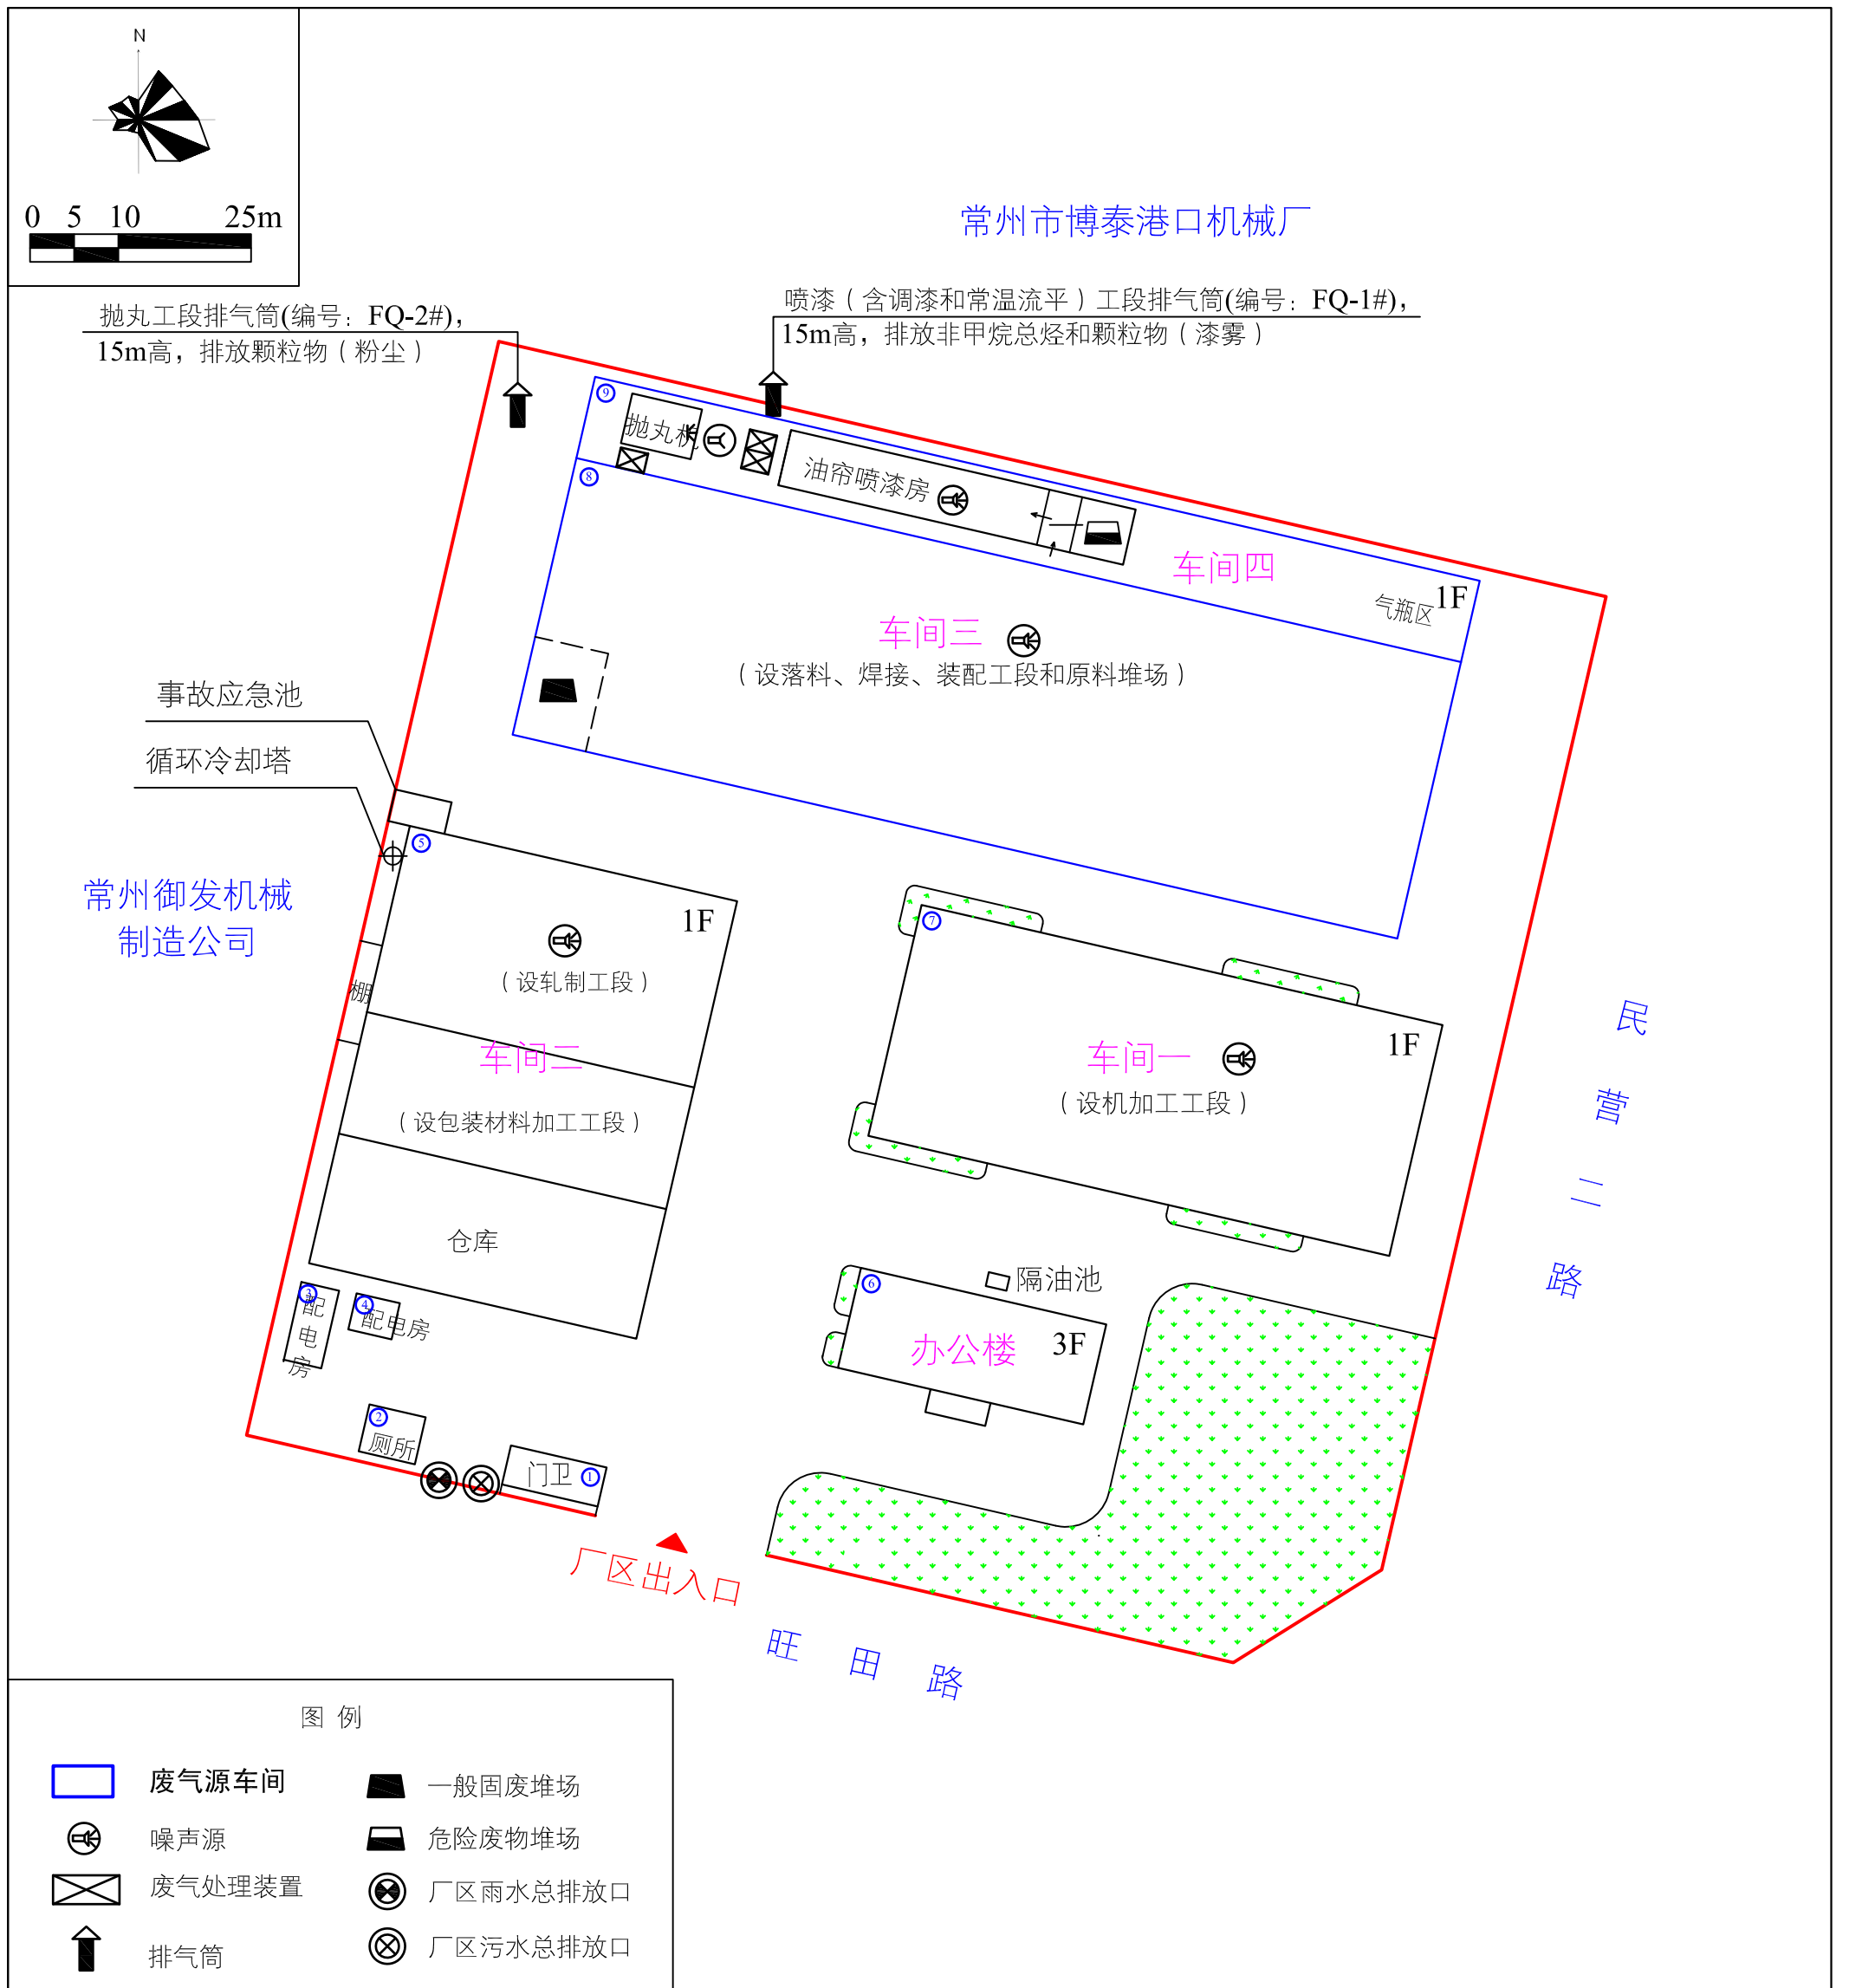 N
0 5 10 25m
常州市博泰港口机械厂
抛丸工段排气筒(编号：FQ-2#)，
15m高，排放颗粒物（粉尘）
喷漆（含调漆和常温流平）工段排气筒(编号：FQ-1#)，
15m高，排放非甲烷总烃和颗粒物（漆雾）
9
抛丸机
8
油帘喷漆房
车间四
气瓶区
1F
车间三
（设落料、焊接、装配工段和原料堆场）
事故应急池
循环冷却塔
5
常州御发机械
制造公司
1F
（设轧制工段）
棚
车间二
（设包装材料加工工段）
仓库
7
1F
车间一
（设机加工工段）
民营二路
3
配电房
4
配电房
6
隔油池
办公楼
3F
2
厕所
门卫
1
厂区出入口
旺田路
图 例
废气源车间
一般固废堆场
噪声源
危险废物堆场
废气处理装置
厂区雨水总排放口
排气筒
厂区污水总排放口